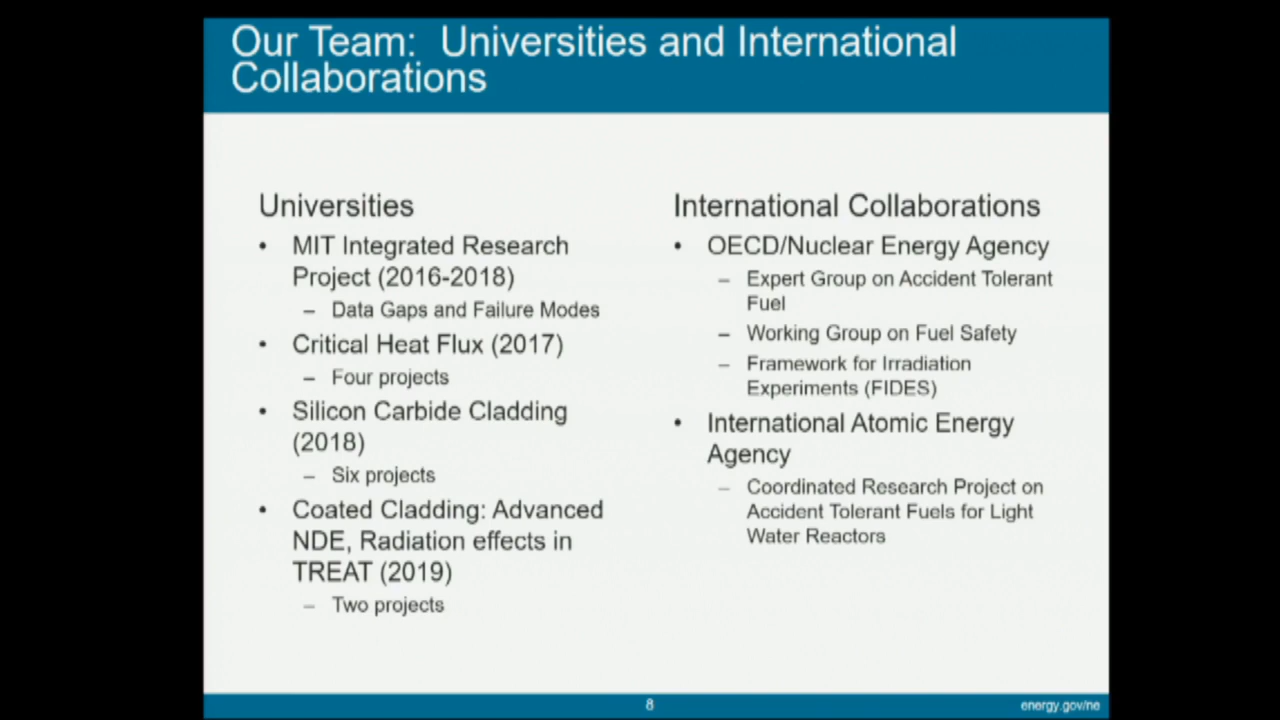 Our Team: Universities and International
Collaborations
Universities
• MIT Integrated Research
Project (2016-2018)
– Data Gaps and Failure Modes
• Critical Heat Flux (2017)
– Four projects
• Silicon Carbide Cladding
(2018)
– Six projects
• Coated Cladding: Advanced
NDE, Radiation effects in
TREAT (2019)
– Two projects
International Collaborations
• OECD/Nuclear Energy Agency
– Expert Group on Accident Tolerant
Fuel
– Working Group on Fuel Safety
– Framework for Irradiation
Experiments (FIDES)
• International Atomic Energy
Agency
– Coordinated Research Project on
Accident Tolerant Fuels for Light
Water Reactors
8
energy.gov/ne